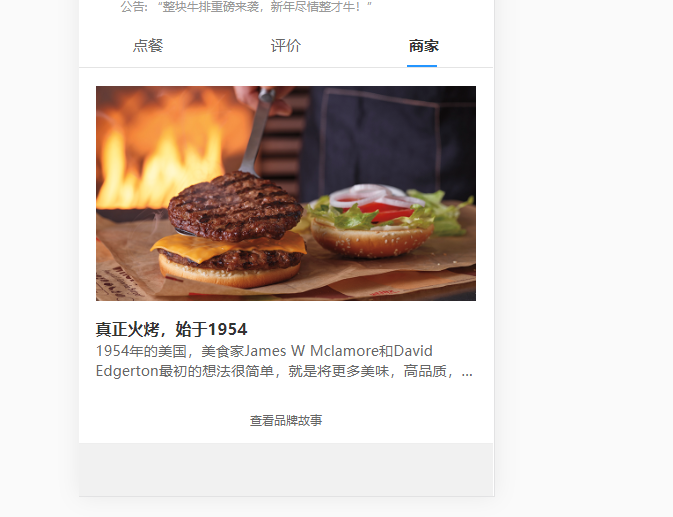 公告：“整块牛排重磅来袭，新年尽情整才牛！”
点餐 评价 商家
真正火烤，始于1954
1954年的美国，美食家James W Mclamore和David
Edgerton最初的想法很简单，就是将更多美味，高品质，...
查看品牌故事